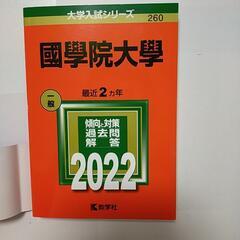 大学入試シリーズ
260
國學院大學
一般
最近2カ年
傾向と対策
過去問
解答
2022
教学社